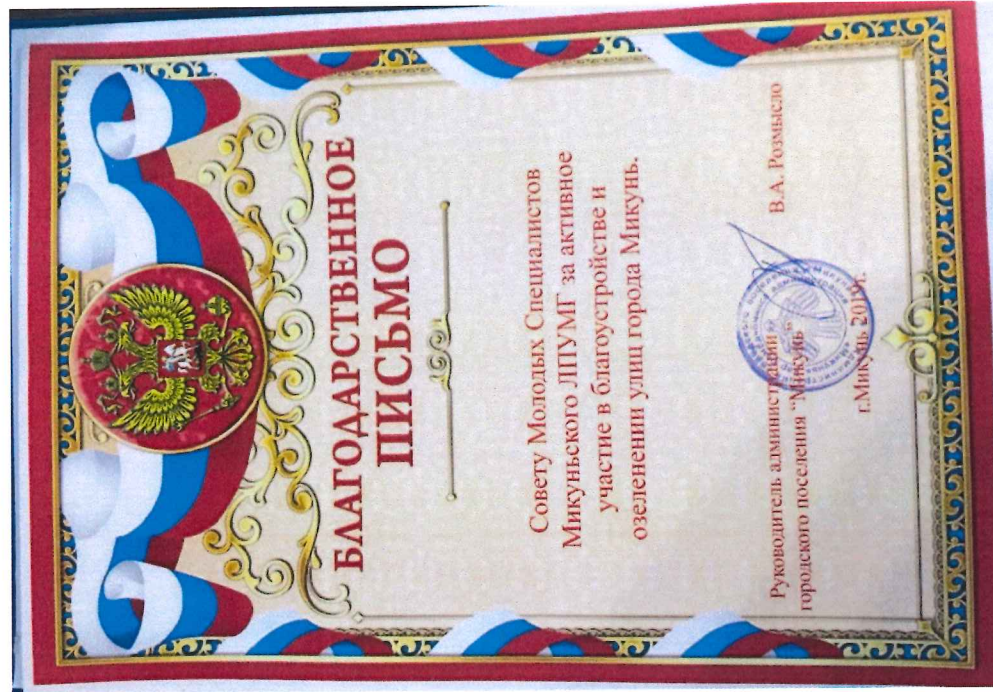 БЛАГОДАРСТВЕННОЕ
ПИСЬМО
Совету Молодых Специалистов
Микуньского ЛПУМГ за активное
участие в благоустройстве и
озеленении улиц города Микунь.
Руководитель администрации
городского поселения “Микунь”
В.А. Розмысло
г.Микунь 2019г.